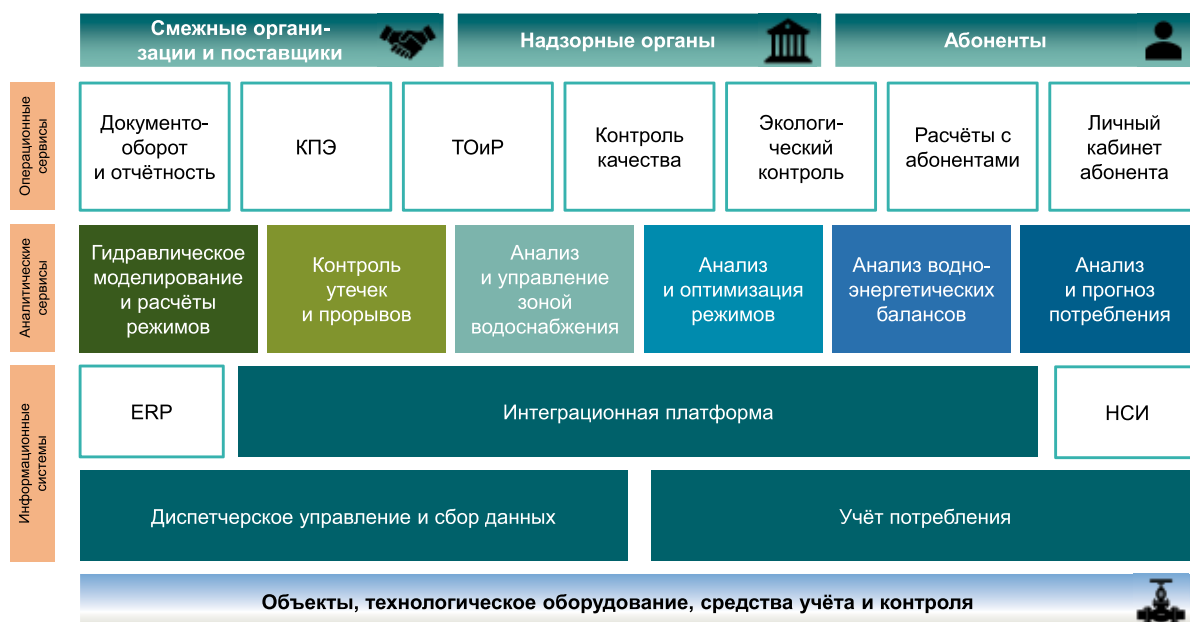 Смежные органи-
зации и поставщики
Надзорные органы
Абоненты
Операционные
сервисы
Документо-
оборот
и отчётность
КПЭ
ТОиР
Контроль
качества
Экологи-
ческий
контроль
Расчёты с
абонентами
Личный
кабинет
абонента
Аналитические
сервисы
Гидравлическое
моделирование
и расчёты
режимов
Контроль
утечек
и прорывов
Анализ
и управление
зоной
водоснабжения
Анализ
и оптимизация
режимов
Анализ водно-
энергетических
балансов
Анализ
и прогноз
потребления
Информационные
системы
ERP
Интеграционная платформа
НСИ
Диспетчерское управление и сбор данных
Учёт потребления
Объекты, технологическое оборудование, средства учёта и контроля